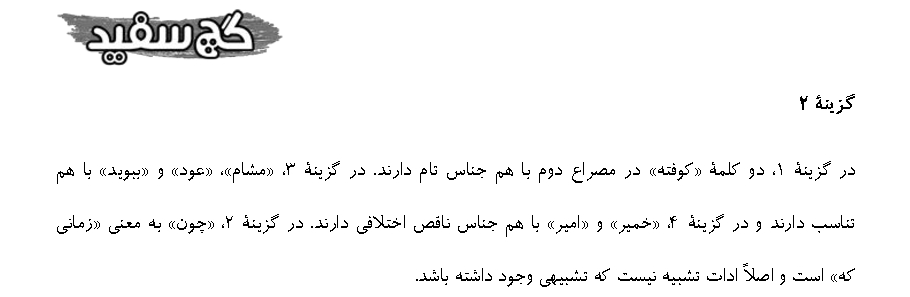 گچ سفید
گزینهٔ ۲
در گزینهٔ ۱، دو کلمهٔ «کوفته» در مصراع دوم با هم جناس تام دارند. در گزینهٔ ۳، «مشام»، «عود» و «ببوید» با هم
تناسب دارند و در گزینهٔ ۴، «خمیر» و «امیر» با هم جناس ناقص اختلافی دارند. در گزینهٔ ۲، «چون» به معنی «زمانی
که» است و اصلاً ادات تشبیه نیست که تشبیهی وجود داشته باشد.